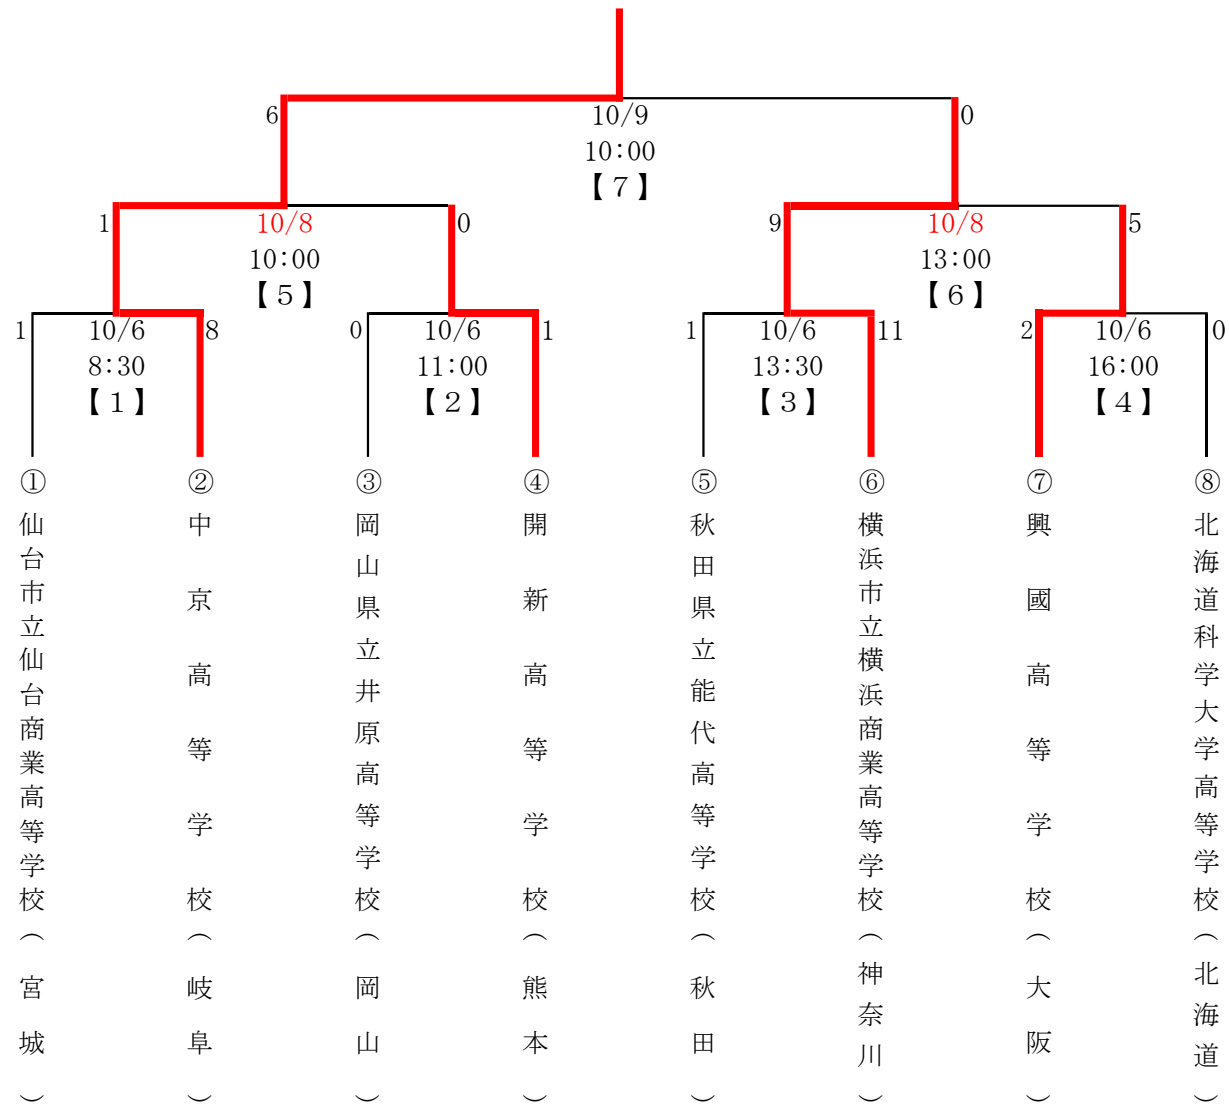 6 10/9 0
10:00
【7】
1 10/8 0
10:00
【5】
9 10/8 5
13:00
【6】
1 10/6 8
8:30
【1】
0 10/6 1
11:00
【2】
1 10/6 11
13:30
【3】
2 10/6 0
16:00
【4】
①仙台市立仙台商業高等学校(宮城)
②中京高等学校(岐阜)
③岡山県立井原高等学校(岡山)
④開新高等学校(熊本)
⑤秋田県立能代高等学校(秋田)
⑥横浜市立横浜商業高等学校(神奈川)
⑦興國高等学校(大阪)
⑧北海道科学大学高等学校(北海道)